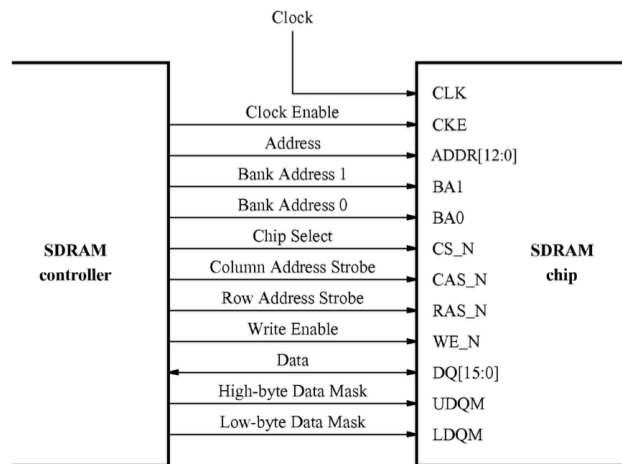 Clock
CLK
Clock Enable
CKE
Address
ADDR[12:0]
Bank Address 1
BA1
Bank Address 0
BA0
SDRAM
controller
Chip Select
CS_N
SDRAM
chip
Column Address Strobe
CAS_N
Row Address Strobe
RAS_N
Write Enable
WE_N
Data
DQ[15:0]
High-byte Data Mask
UDQM
Low-byte Data Mask
LDQM